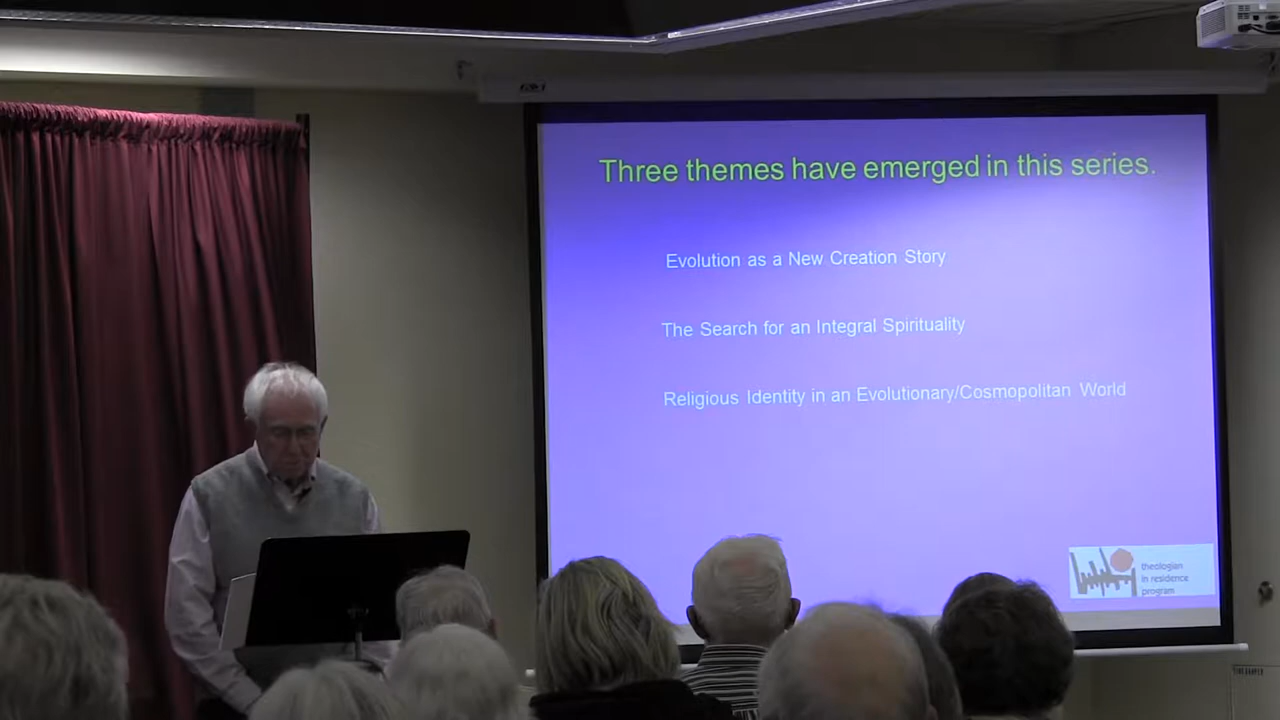 Three themes have emerged in this series.
Evolution as a New Creation Story
The Search for an Integral Spirituality
Religious Identity in an Evolutionary/Cosmopolitan World
theologian
in residence
program